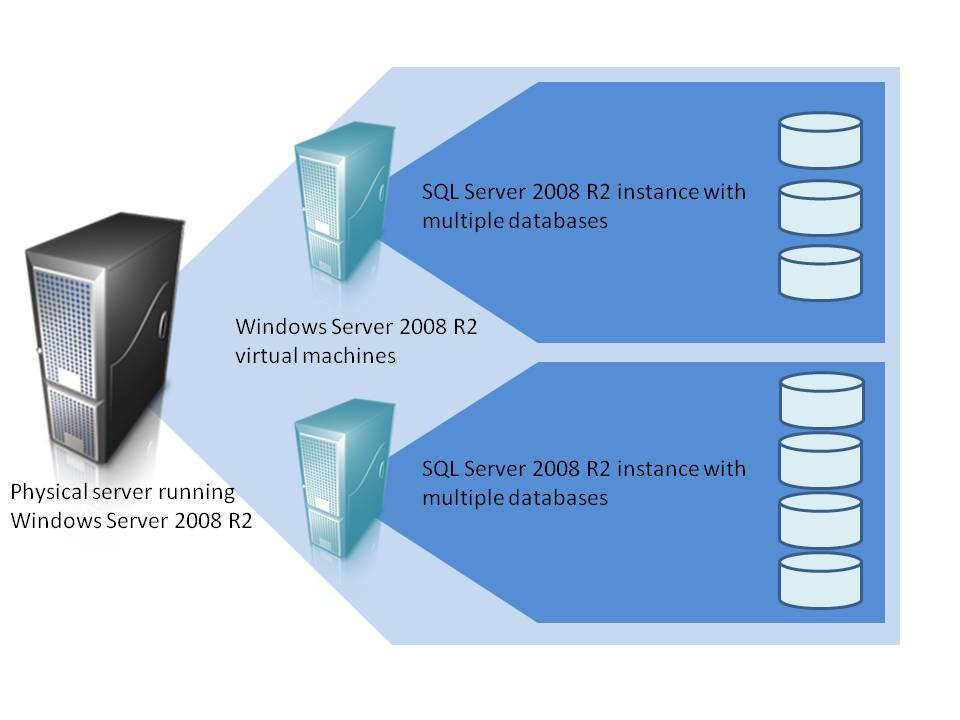 SQL Server 2008 R2 instance with
multiple databases
Windows Server 2008 R2
virtual machines
SQL Server 2008 R2 instance with
multiple databases
Physical server running
Windows Server 2008 R2